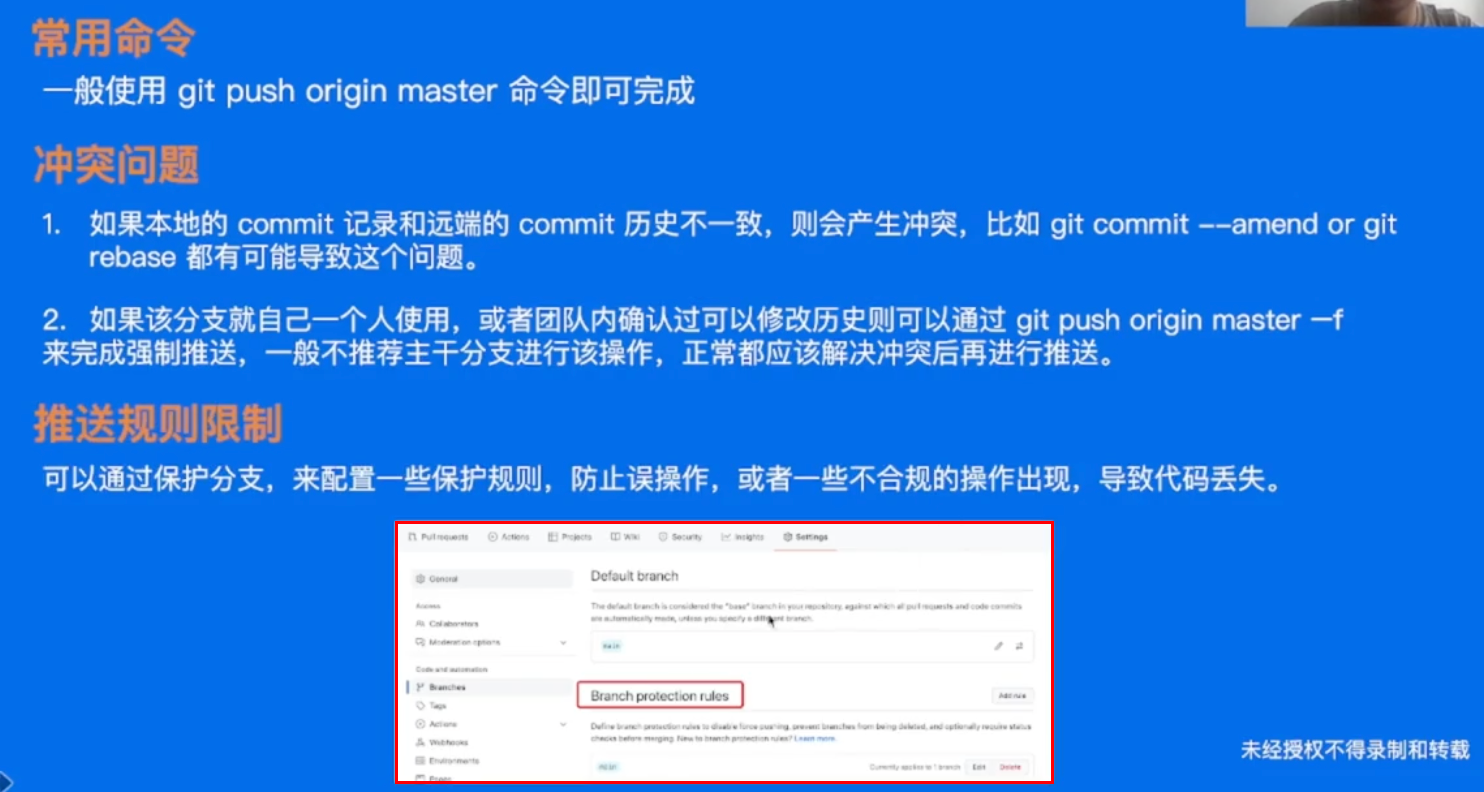 常用命令
一般使用 git push origin master 命令即可完成
冲突问题
1. 如果本地的 commit 记录和远端的 commit 历史不一致，则会产生冲突，比如 git commit --amend or git
rebase 都有可能导致这个问题。
2. 如果该分支就自己一个人使用，或者团队内确认过可以修改历史则可以通过 git push origin master —f
来完成强制推送，一般不推荐主干分支进行该操作，正常都应该解决冲突后再进行推送。
推送规则限制
可以通过保护分支，来配置一些保护规则，防止误操作，或者一些不合规的操作出现，导致代码丢失。
Pull requests Actions Projects Wiki Security Insights Settings
General
Access
Collaborators
Moderation options
Code and automation
Branches
Tags
Actions
Webhooks
Environments
Pages
Default branch
The default branch is considered the "base" branch in your repository, against which all pull requests and code commits
are automatically made, unless you specify a different branch.
main
Branch protection rules
Add rule
Define branch protection rules to disable force pushing, prevent branches from being deleted, and optionally require status
checks before merging. New to branch protection rules? Learn more.
main
Currently applies to 1 branch Edit Delete
未经授权不得录制和转载